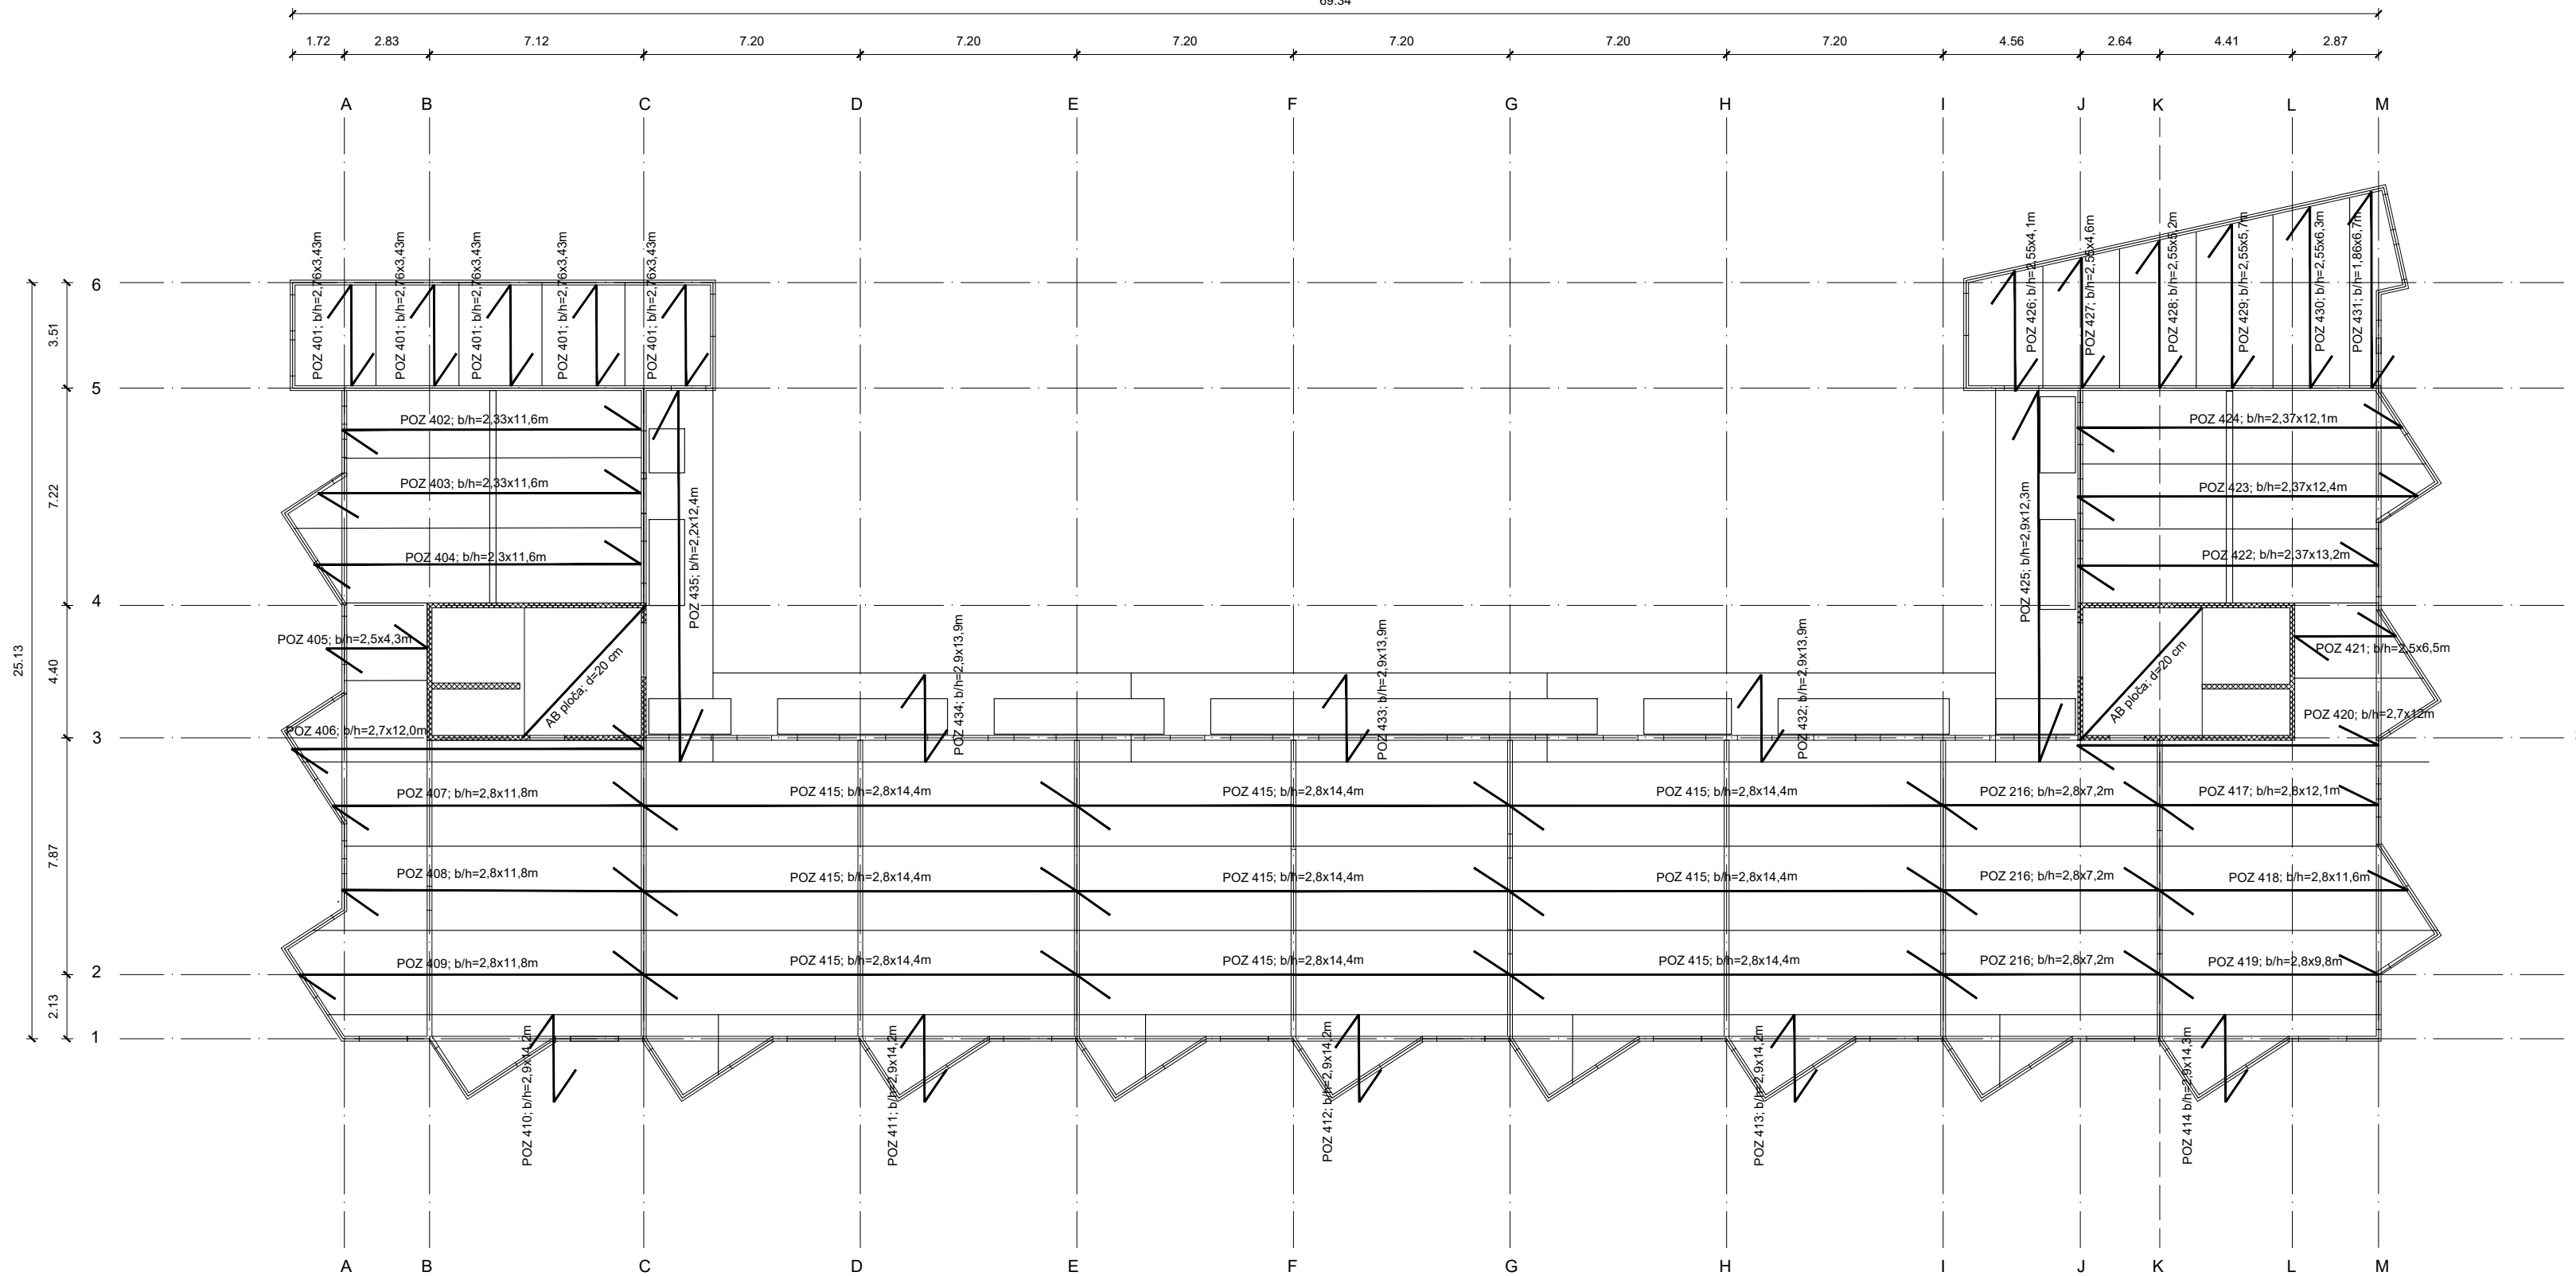 69.34
1.72 2.83 7.12 7.20 7.20 7.20 7.20 7.20 7.20 4.56 2.64 4.41 2.87
A B C D E F G H I J K L M
6
5
4
3
2
1
25.13
3.51
7.22
4.40
7.87
2.13
POZ 401; b/h=2,76x3,43m
POZ 401; b/h=2,76x3,43m
POZ 401; b/h=2,76x3,43m
POZ 401; b/h=2,76x3,43m
POZ 401; b/h=2,76x3,43m
POZ 426; b/h=2,55x4,1m
POZ 427; b/h=2,55x4,6m
POZ 428; b/h=2,55x5,2m
POZ 429; b/h=2,55x5,7m
POZ 430; b/h=2,55x6,3m
POZ 431; b/h=1,86x6,7m
POZ 402; b/h=2,33x11,6m
POZ 403; b/h=2,33x11,6m
POZ 404; b/h=2,3x11,6m
POZ 435; b/h=2,2x12,4m
POZ 425; b/h=2,9x12,3m
POZ 424; b/h=2,37x12,1m
POZ 423; b/h=2,37x12,4m
POZ 422; b/h=2,37x13,2m
POZ 405; b/h=2,5x4,3m
AB ploča; d=20 cm
POZ 434; b/h=2,9x13,9m
POZ 433; b/h=2,9x13,9m
POZ 432; b/h=2,9x13,9m
AB ploča; d=20 cm
POZ 421; b/h=2,5x6,5m
POZ 406; b/h=2,7x12,0m
POZ 420; b/h=2,7x12m
POZ 407; b/h=2,8x11,8m
POZ 415; b/h=2,8x14,4m
POZ 415; b/h=2,8x14,4m
POZ 415; b/h=2,8x14,4m
POZ 216; b/h=2,8x7,2m
POZ 417; b/h=2,8x12,1m
POZ 408; b/h=2,8x11,8m
POZ 415; b/h=2,8x14,4m
POZ 415; b/h=2,8x14,4m
POZ 415; b/h=2,8x14,4m
POZ 216; b/h=2,8x7,2m
POZ 418; b/h=2,8x11,6m
POZ 409; b/h=2,8x11,8m
POZ 415; b/h=2,8x14,4m
POZ 415; b/h=2,8x14,4m
POZ 415; b/h=2,8x14,4m
POZ 216; b/h=2,8x7,2m
POZ 419; b/h=2,8x9,8m
POZ 410; b/h=2,9x14,2m
POZ 411; b/h=2,9x14,2m
POZ 412; b/h=2,9x14,2m
POZ 413; b/h=2,9x14,2m
POZ 414 b/h=2,9x14,3m
A B C D E F G H I J K L M